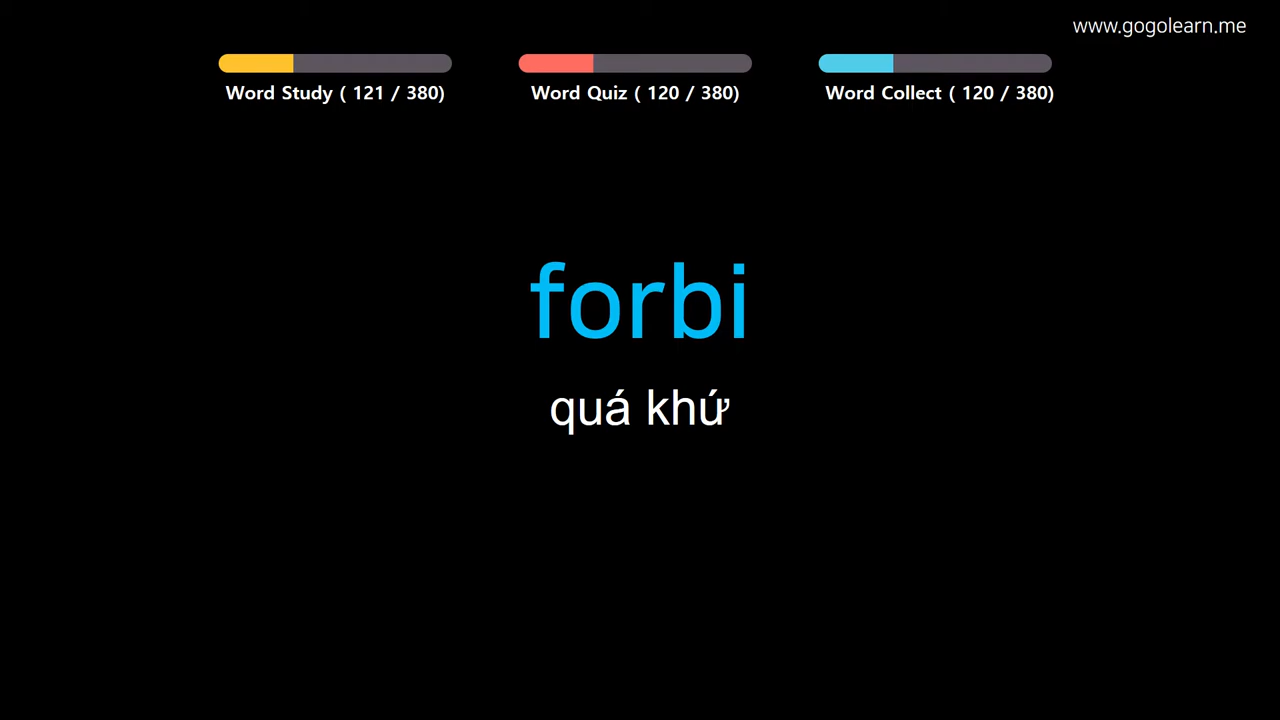 www.gogolearn.me
Word Study ( 121 / 380)
Word Quiz ( 120 / 380)
Word Collect ( 120 / 380)
forbi
quá khứ